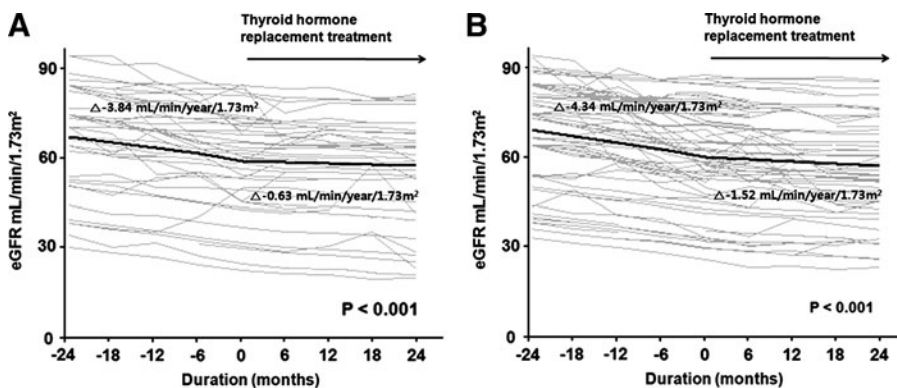 A
Thyroid hormone
replacement treatment
90
60
30
0
eGFR mL/min/1.73m²
△-3.84 mL/min/year/1.73m²
△-0.63 mL/min/year/1.73m²
P < 0.001
-24 -18 -12 -6 0 6 12 18 24
Duration (months)
B
Thyroid hormone
replacement treatment
90
60
30
0
eGFR mL/min/1.73m²
△-4.34 mL/min/year/1.73m²
△-1.52 mL/min/year/1.73m²
P < 0.001
-24 -18 -12 -6 0 6 12 18 24
Duration (months)